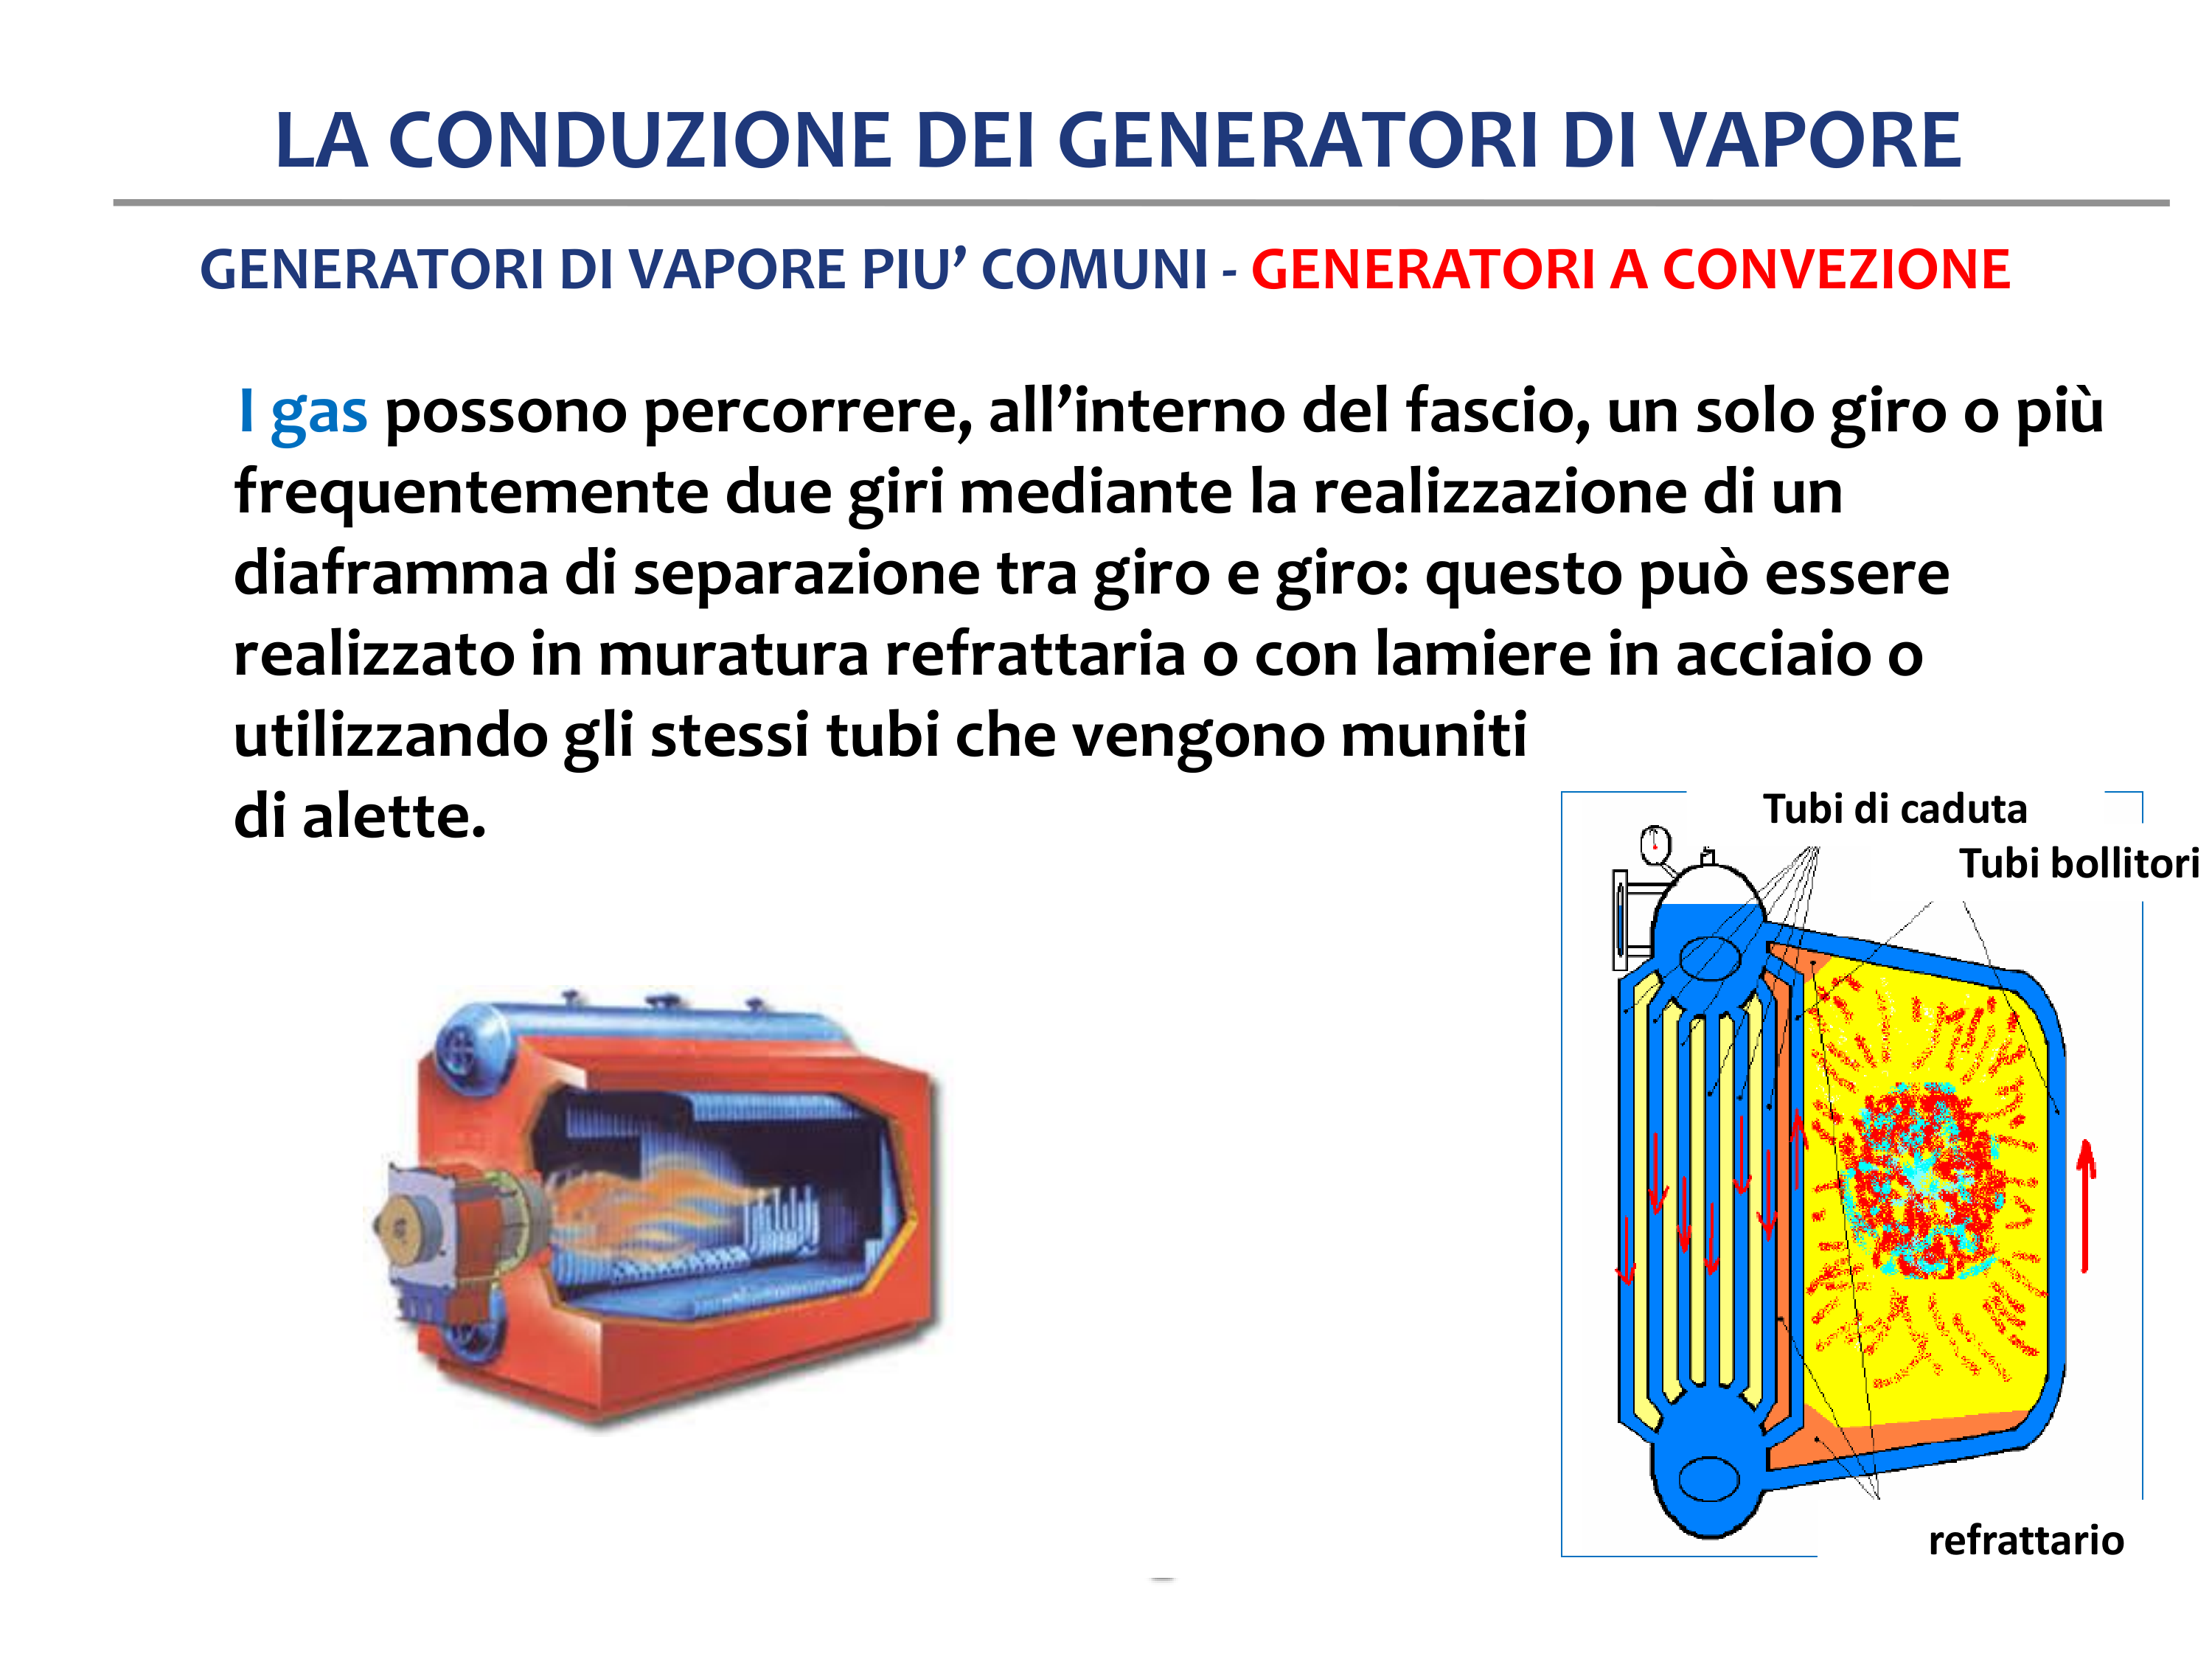 LA CONDUZIONE DEI GENERATORI DI VAPORE
GENERATORI DI VAPORE PIU’ COMUNI - GENERATORI A CONVEZIONE
I gas possono percorrere, all’interno del fascio, un solo giro o più
frequentemente due giri mediante la realizzazione di un
diaframma di separazione tra giro e giro: questo può essere
realizzato in muratura refrattaria o con lamiere in acciaio o
utilizzando gli stessi tubi che vengono muniti
di alette.
Tubi di caduta
Tubi bollitori
refrattario